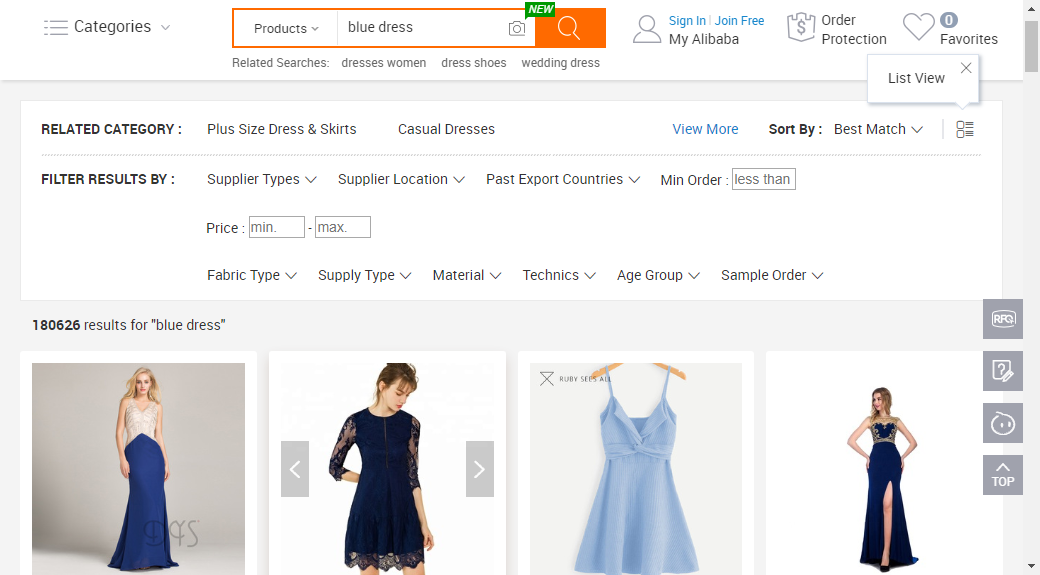 Categories
Products
blue dress
NEW
Sign In | Join Free
My Alibaba
Order
Protection
0
Favorites
Related Searches: dresses women dress shoes wedding dress
List View
RELATED CATEGORY : Plus Size Dress & Skirts Casual Dresses View More Sort By : Best Match
FILTER RESULTS BY : Supplier Types Supplier Location Past Export Countries Min Order : less than
Price : min. - max.
Fabric Type Supply Type Material Technics Age Group Sample Order
180626 results for "blue dress"
RFQ
RUBY SEES ALL
TOP
DYS